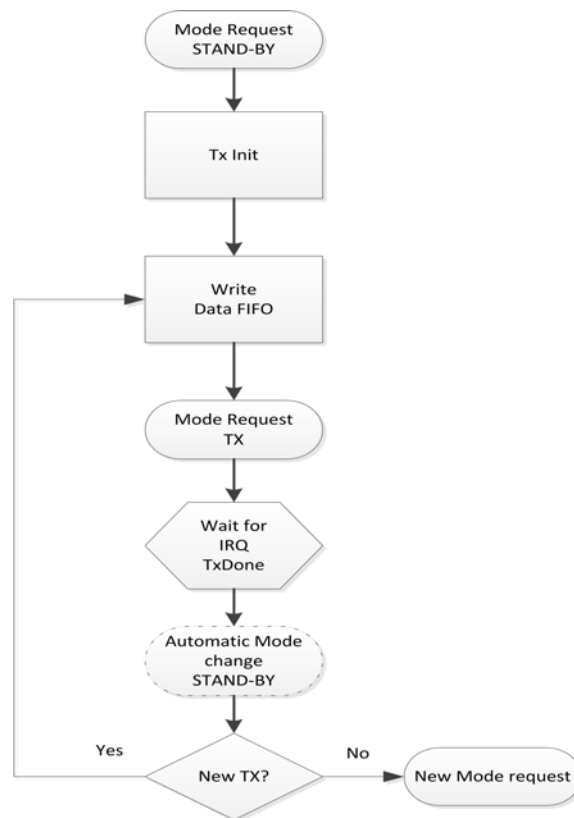 Mode Request
STAND-BY
Tx Init
Write
Data FIFO
Mode Request
TX
Wait for
IRQ
TxDone
Automatic Mode
change
STAND-BY
Yes
New TX?
No
New Mode request